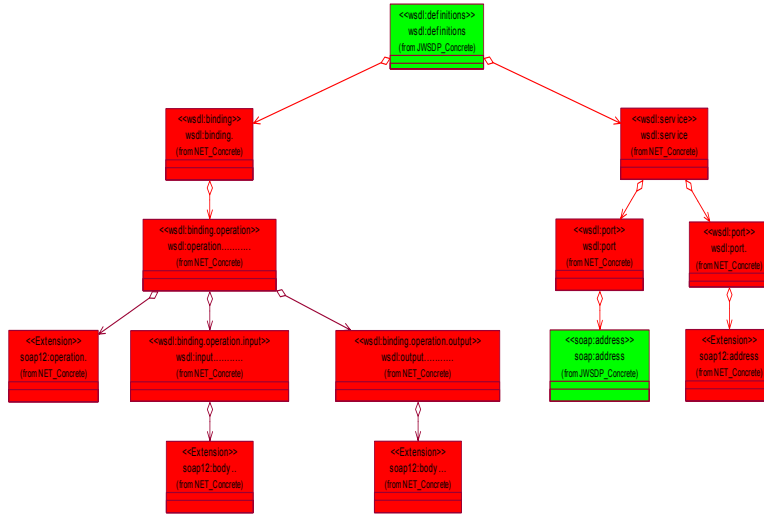 <<wsdl:definitions>>
wsdl:definitions
(from JWSDP_Concrete)
<<wsdl:binding>>
wsdl:binding.
(from NET_Concrete)
<<wsdl:service>>
wsdl:service
(from NET_Concrete)
<<wsdl:binding.operation>>
wsdl:operation...........
(from NET_Concrete)
<<wsdl:port>>
wsdl:port
(from NET_Concrete)
<<wsdl:port>>
wsdl:port.
(from NET_Concrete)
<<Extension>>
soap12:operation.
(from NET_Concrete)
<<wsdl:binding.operation.input>>
wsdl:input..........
(from NET_Concrete)
<<wsdl:binding.operation.output>>
wsdl:output...........
(from NET_Concrete)
<<soap:address>>
soap:address
(from JWSDP_Concrete)
<<Extension>>
soap12:address
(from NET_Concrete)
<<Extension>>
soap12:body..
(from NET_Concrete)
<<Extension>>
soap12:body...
(from NET_Concrete)